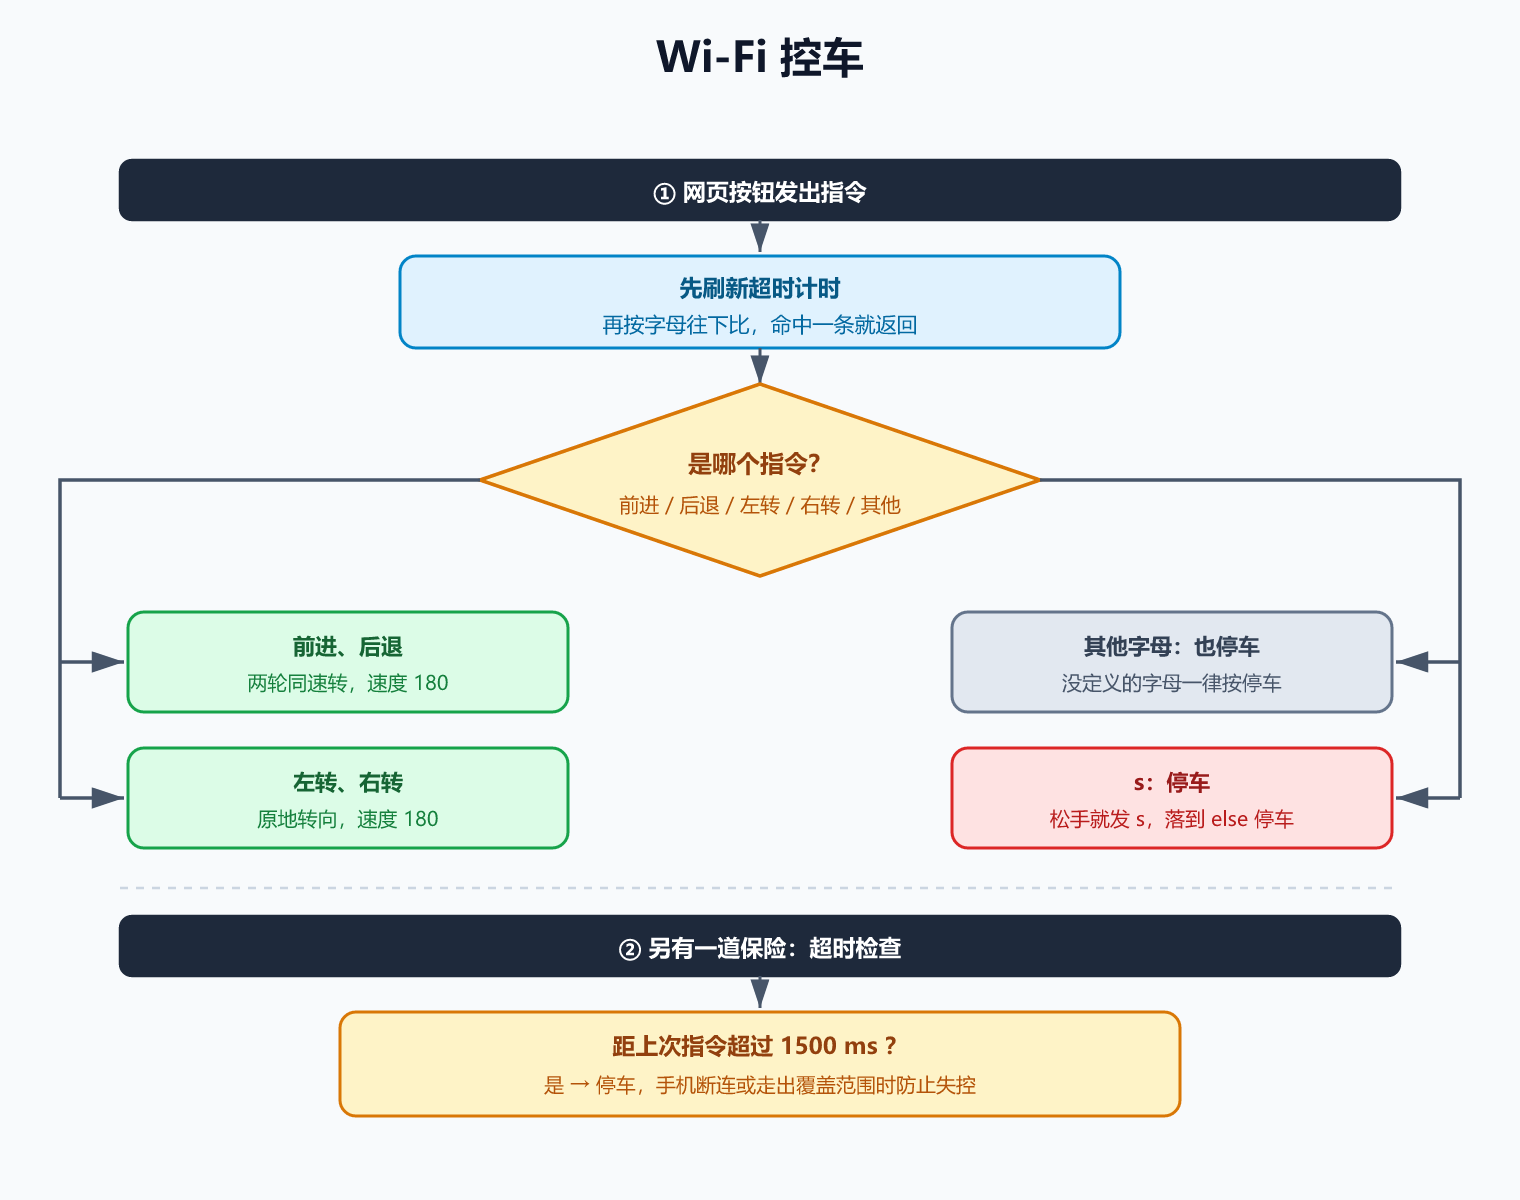 Wi-Fi 控车
① 网页按钮发出指令
先刷新超时计时
再按字母往下比，命中一条就返回
是哪个指令？
前进 / 后退 / 左转 / 右转 / 其他
前进、后退
两轮同速转，速度 180
其他字母：也停车
没定义的字母一律按停车
左转、右转
原地转向，速度 180
s：停车
松手就发 s，落到 else 停车
② 另有一道保险：超时检查
距上次指令超过 1500 ms？
是 → 停车，手机断连或走出覆盖范围时防止失控